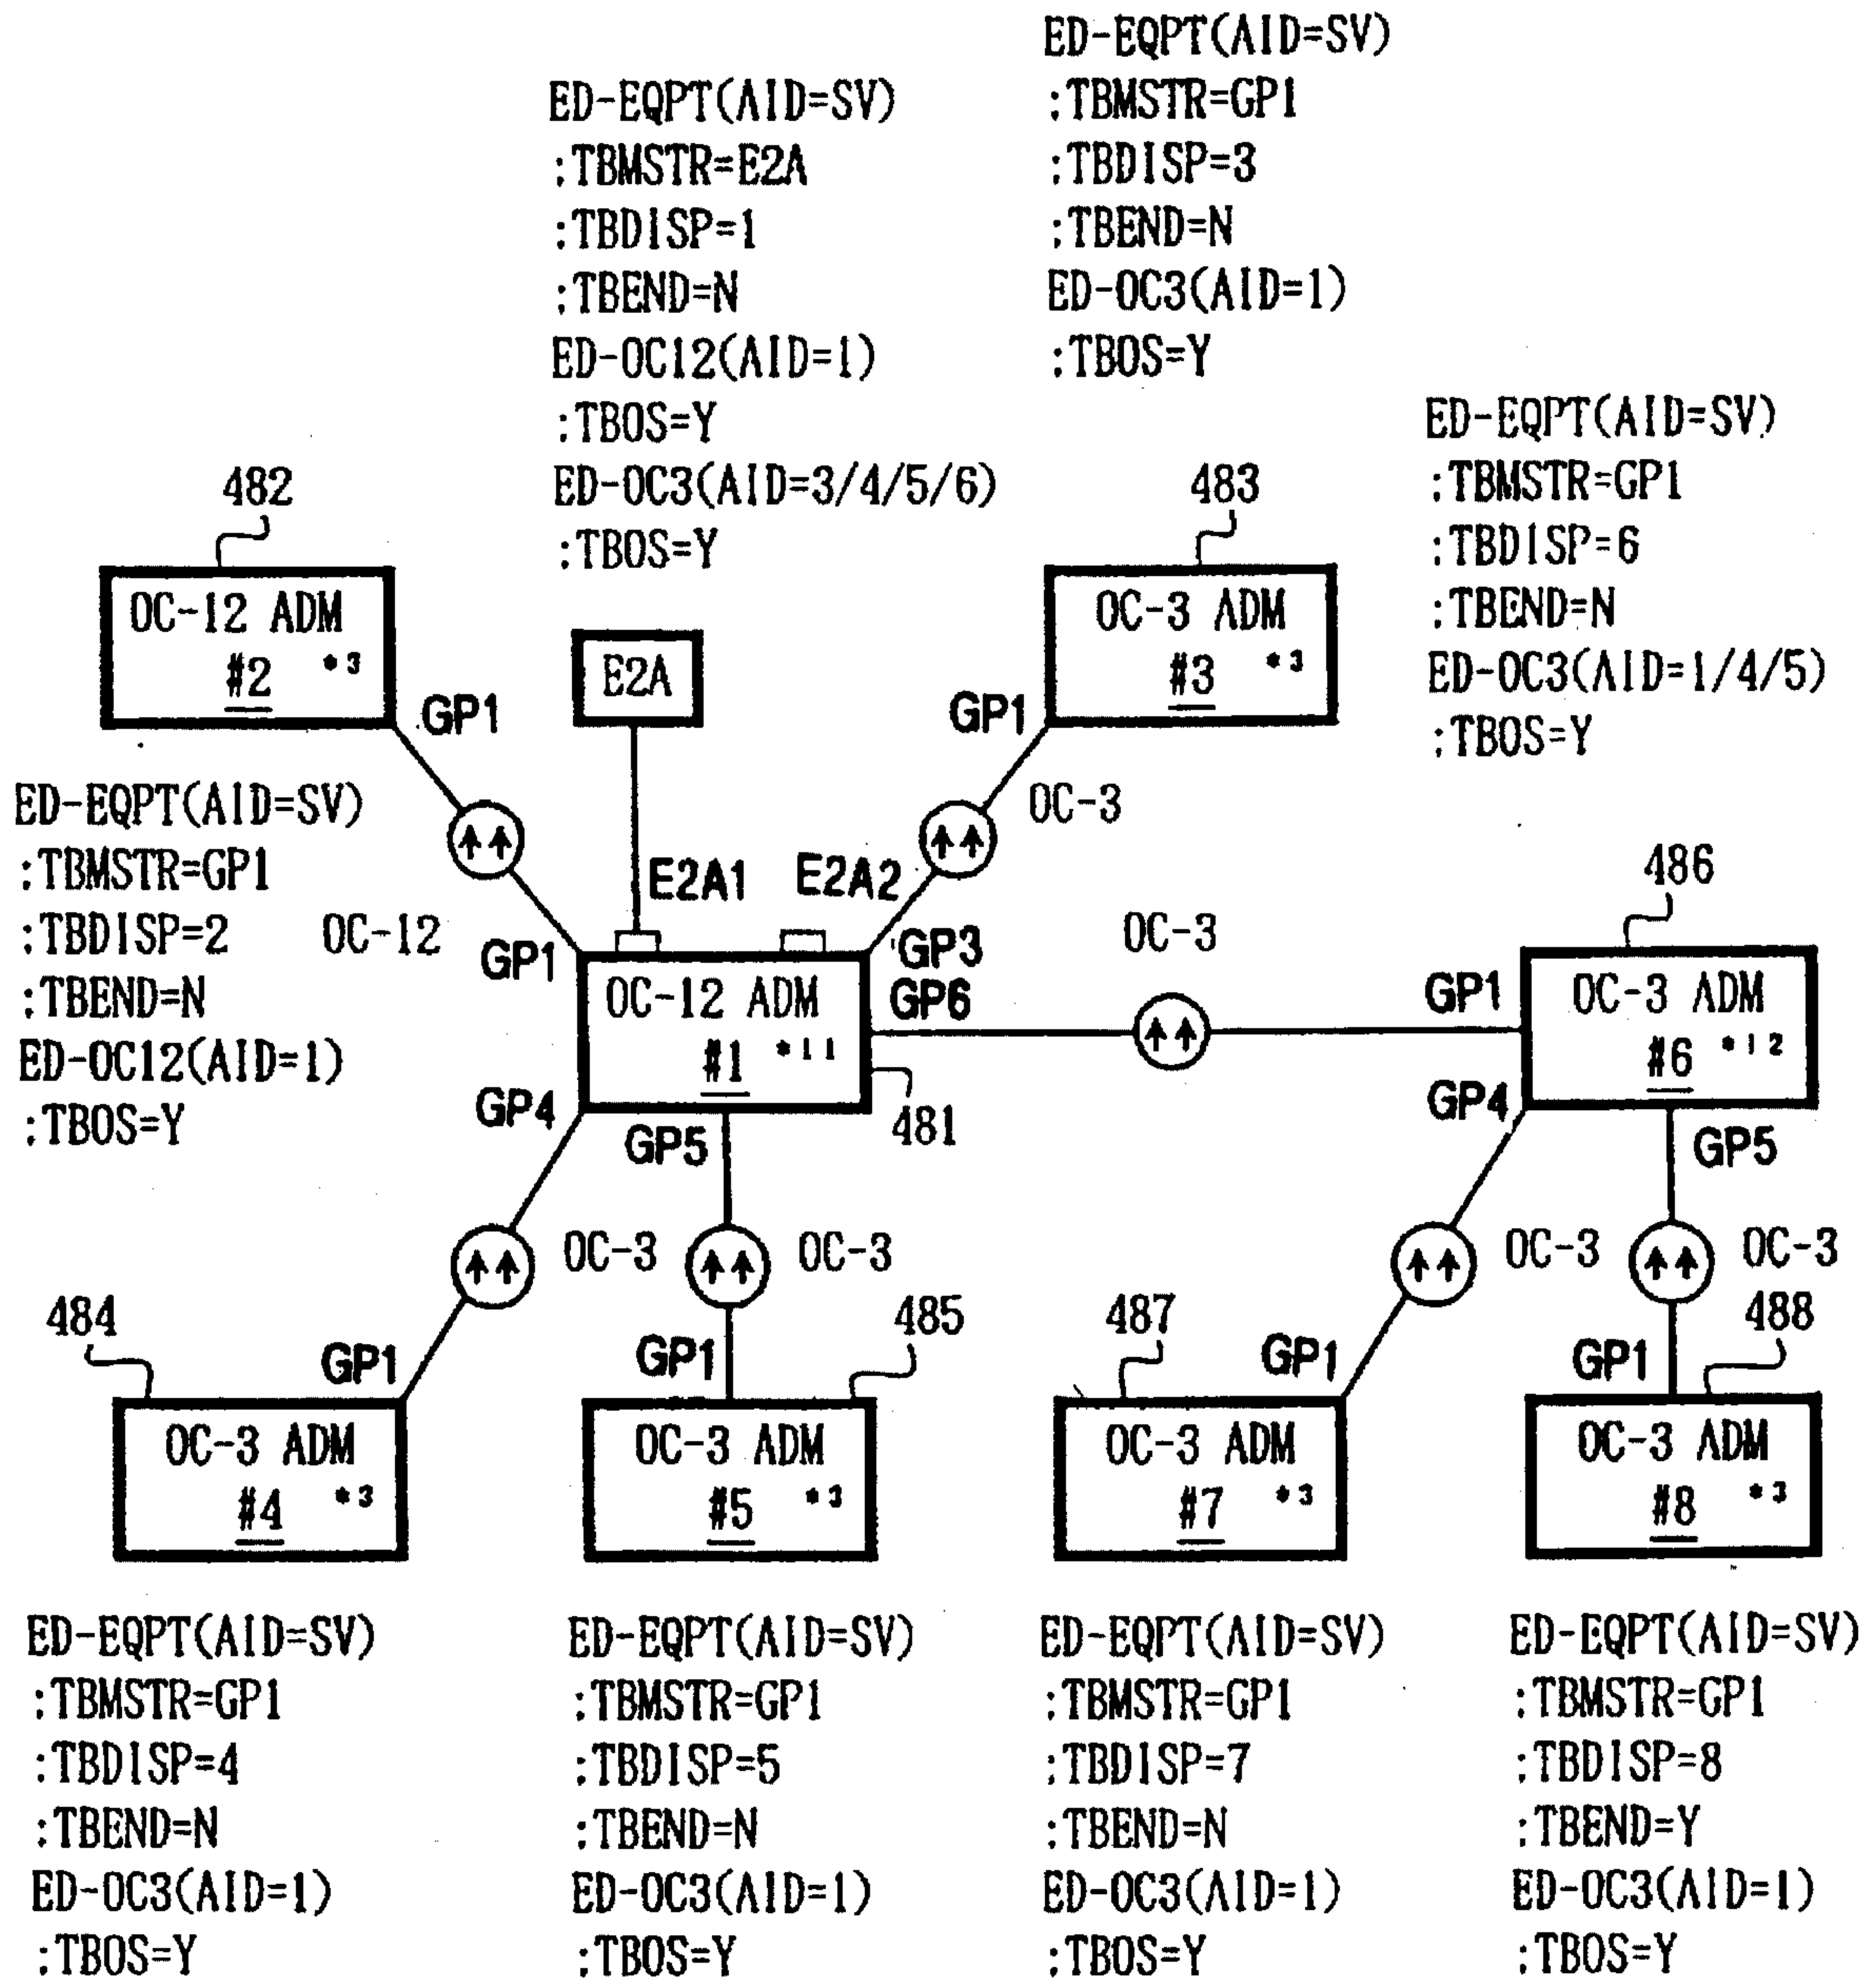 ED-EQPT(AID=SV)
:TBMSTR=GP1
:TBDISP=3
:TBEND=N
ED-OC3(AID=1)
:TBOS=Y
ED-EQPT(AID=SV)
:TBMSTR=E2A
:TBDISP=1
:TBEND=N
ED-OC12(AID=1)
:TBOS=Y
ED-OC3(AID=3/4/5/6)
:TBOS=Y
ED-EQPT(AID=SV)
:TBMSTR=GP1
:TBDISP=6
:TBEND=N
ED-OC3(AID=1/4/5)
:TBOS=Y
482
OC-12 ADM
#2 *3
GP1
E2A
483
OC-3 ADM
#3 *3
GP1
OC-3
ED-EQPT(AID=SV)
:TBMSTR=GP1
:TBDISP=2
:TBEND=N
ED-OC12(AID=1)
:TBOS=Y
OC-12
E2A1
E2A2
GP1
GP3
GP6
OC-12 ADM
#1 *11
481
GP4
GP5
OC-3
486
GP1
OC-3 ADM
#6 *12
GP4
GP5
OC-3
OC-3
OC-3
OC-3
484
GP1
OC-3 ADM
#4 *3
485
GP1
OC-3 ADM
#5 *3
487
GP1
OC-3 ADM
#7 *3
488
GP1
OC-3 ADM
#8 *3
ED-EQPT(AID=SV)
:TBMSTR=GP1
:TBDISP=4
:TBEND=N
ED-OC3(AID=1)
:TBOS=Y
ED-EQPT(AID=SV)
:TBMSTR=GP1
:TBDISP=5
:TBEND=N
ED-OC3(AID=1)
:TBOS=Y
ED-EQPT(AID=SV)
:TBMSTR=GP1
:TBDISP=7
:TBEND=N
ED-OC3(AID=1)
:TBOS=Y
ED-EQPT(AID=SV)
:TBMSTR=GP1
:TBDISP=8
:TBEND=Y
ED-OC3(AID=1)
:TBOS=Y